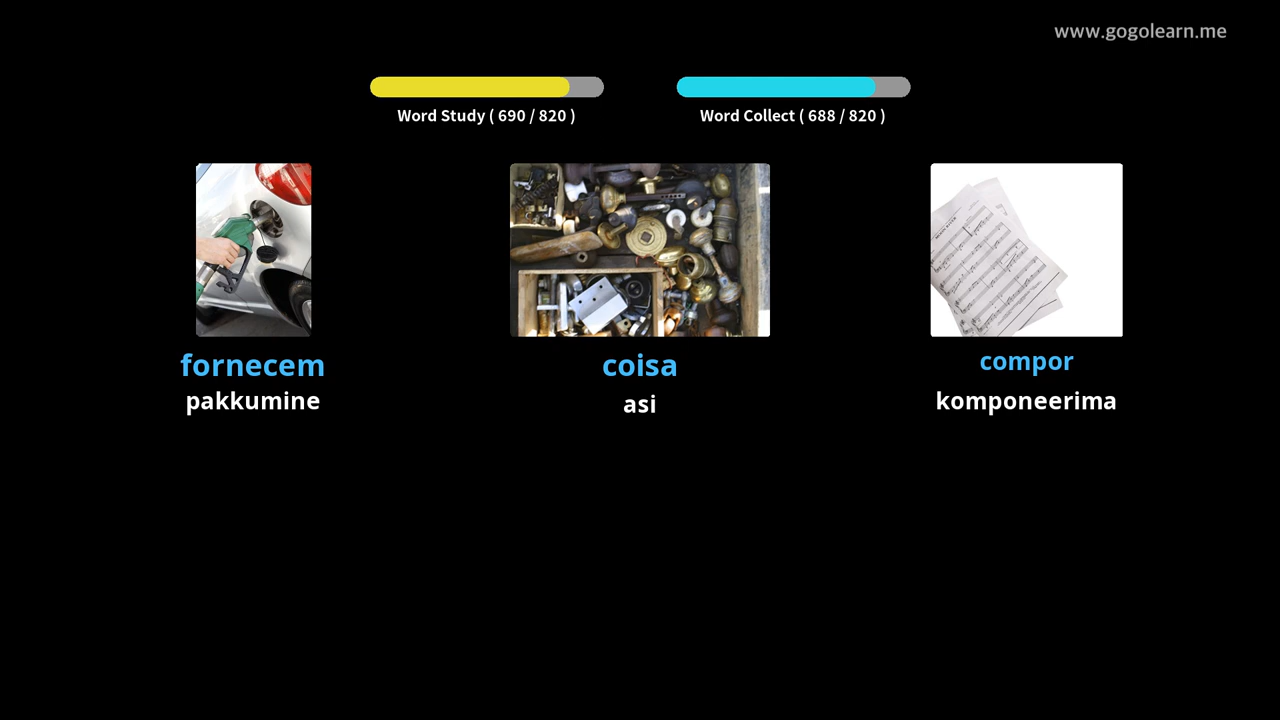 www.gogolearn.me
Word Study ( 690 / 820 )
Word Collect ( 688 / 820 )
fornecem
pakkumine
coisa
asi
compor
komponeerima